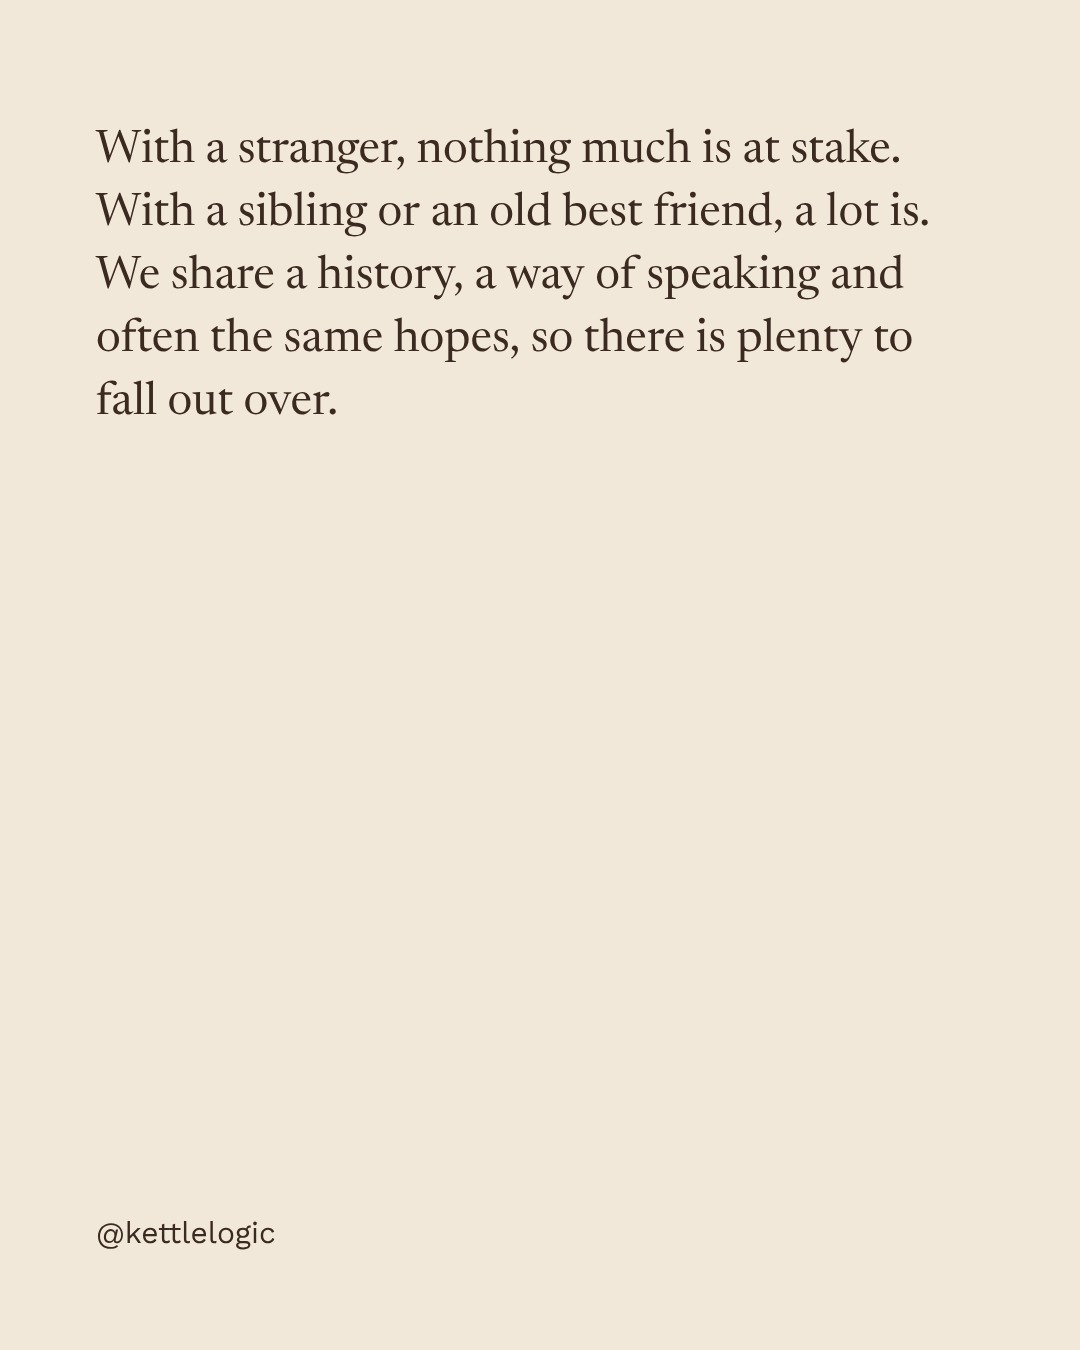 With a stranger, nothing much is at stake.
With a sibling or an old best friend, a lot is.
We share a history, a way of speaking and
often the same hopes, so there is plenty to
fall out over.
@kettlelogic